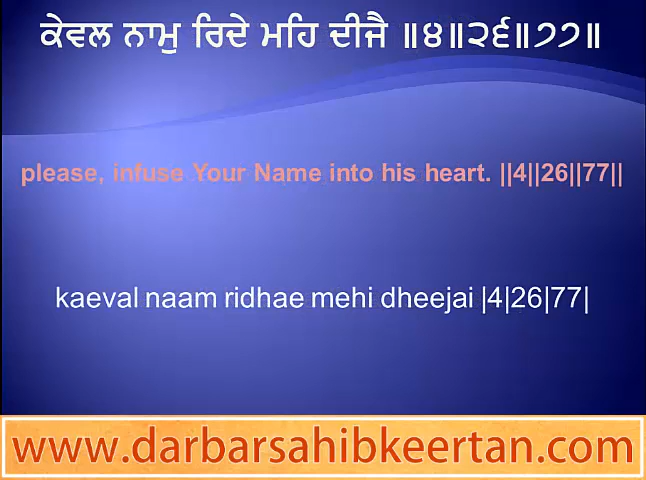 ਕੇਵਲ ਨਾਮੁ ਰਿਦੇ ਮਹਿ ਦੀਜੈ ॥੪॥੨੬॥੭੭॥
please, infuse Your Name into his heart. ||4||26||77||
kaeval naam ridhae mehi dheejai |4|26|77|
www.darbarsahibkeertan.com